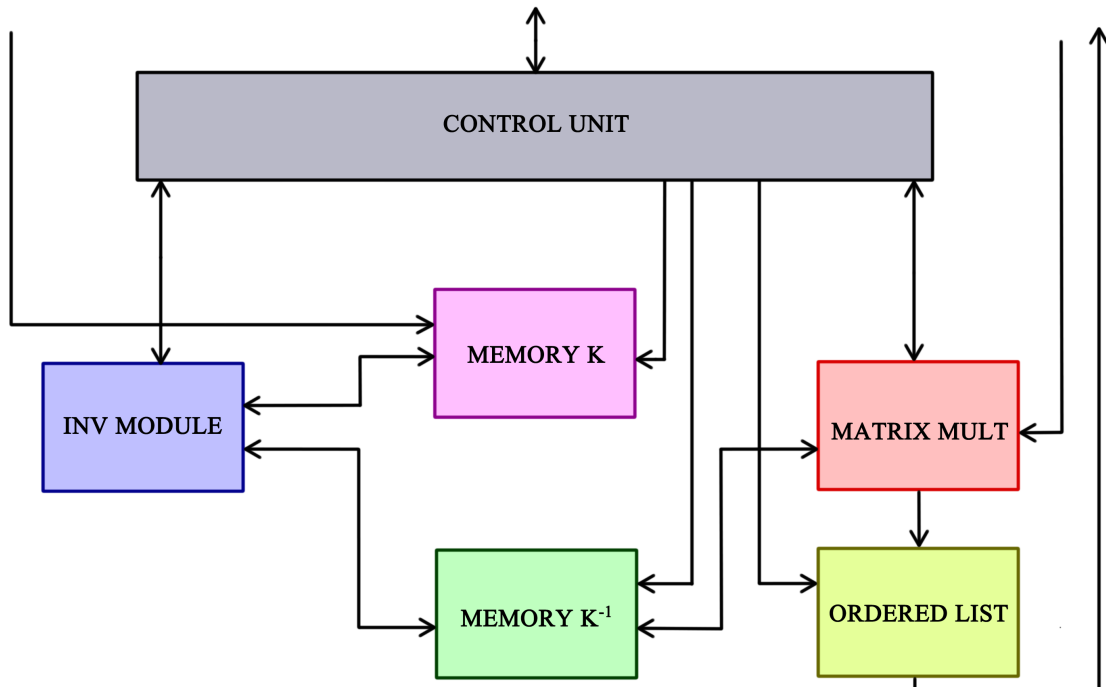 CONTROL UNIT
MEMORY K
INV MODULE
MATRIX MULT
MEMORY K⁻¹
ORDERED LIST